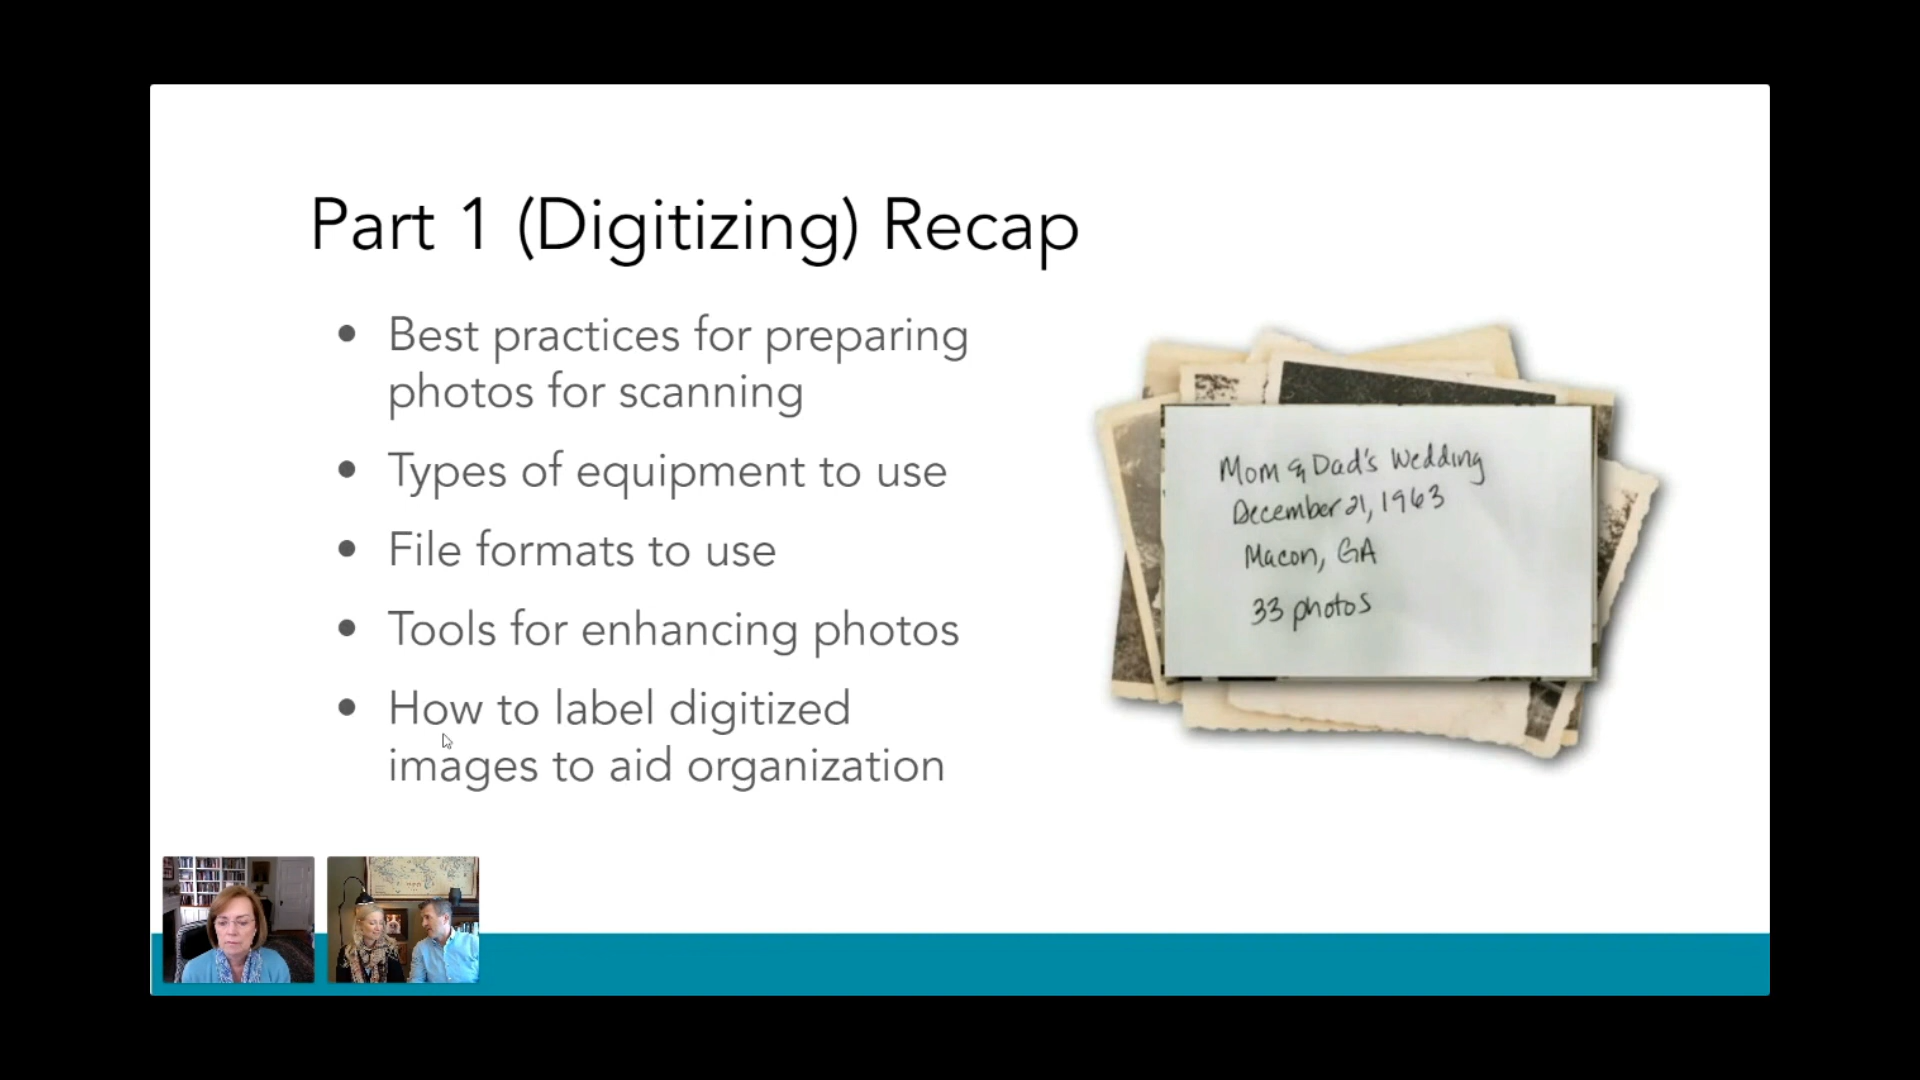 Part 1 (Digitizing) Recap
• Best practices for preparing
photos for scanning
• Types of equipment to use
• File formats to use
• Tools for enhancing photos
• How to label digitized
images to aid organization
Mom & Dad's Wedding
December 21, 1963
Macon, GA
33 photos